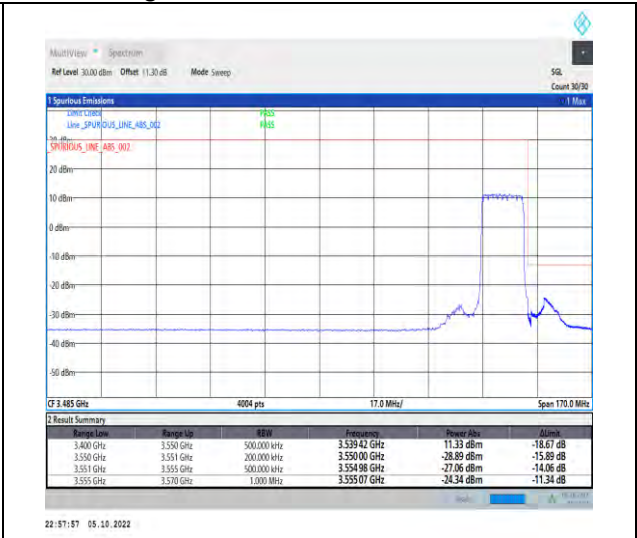 MultiView Spectrum
Ref Level 30.00 dBm Offset 11.30 dB Mode Sweep SGL
Count 30/30
1 Spurious Emissions 1 Max
Limit Check PASS
Line _SPURIOUS_LINE_ABS_002 PASS
_SPURIOUS_LINE_ABS_002
20 dBm
10 dBm
0 dBm
-10 dBm
-20 dBm
-30 dBm
-40 dBm
-50 dBm
CF 3.485 GHz 4004 pts 17.0 MHz/ Span 170.0 MHz
2 Result Summary
Range Low Range Up RBW Frequency Power Abs ΔLimit
3.400 GHz 3.550 GHz 500.000 kHz 3.539 42 GHz 11.33 dBm -18.67 dB
3.550 GHz 3.551 GHz 200.000 kHz 3.550 00 GHz -28.89 dBm -15.89 dB
3.551 GHz 3.555 GHz 500.000 kHz 3.554 98 GHz -27.06 dBm -14.06 dB
3.555 GHz 3.570 GHz 1.000 MHz 3.555 07 GHz -24.34 dBm -11.34 dB
22:57:57 05.10.2022